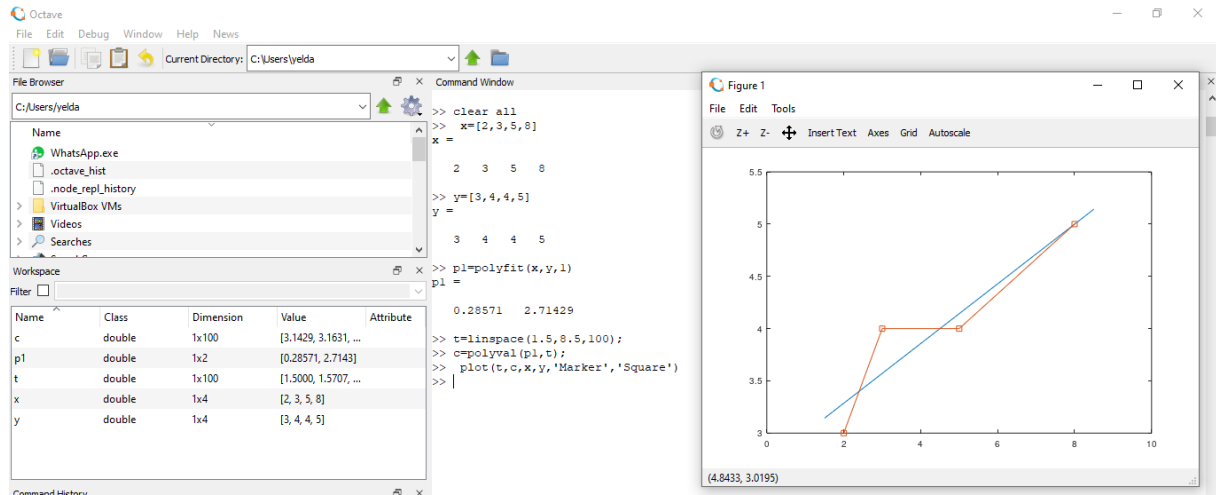 Octave
File Edit Debug Window Help News
Current Directory: C:\Users\yelda
File Browser
C:/Users/yelda
Name
WhatsApp.exe
.octave_hist
.node_repl_history
VirtualBox VMs
Videos
Searches
Workspace
Filter
Name Class Dimension Value Attribute
c double 1x100 [3.1429, 3.1631, ...
p1 double 1x2 [0.28571, 2.7143]
t double 1x100 [1.5000, 1.5707, ...
x double 1x4 [2, 3, 5, 8]
y double 1x4 [3, 4, 4, 5]
Command History
Command Window
>> clear all
>> x=[2,3,5,8]
x =
2 3 5 8
>> y=[3,4,4,5]
y =
3 4 4 5
>> p1=polyfit(x,y,1)
p1 =
0.28571 2.71429
>> t=linspace(1.5,8.5,100);
>> c=polyval(p1,t);
>> plot(t,c,x,y,'Marker','Square')
>>
Figure 1
File Edit Tools
Z+ Z- Insert Text Axes Grid Autoscale
5.5
5
4.5
4
3.5
3
0 2 4 6 8 10
(4.8433, 3.0195)